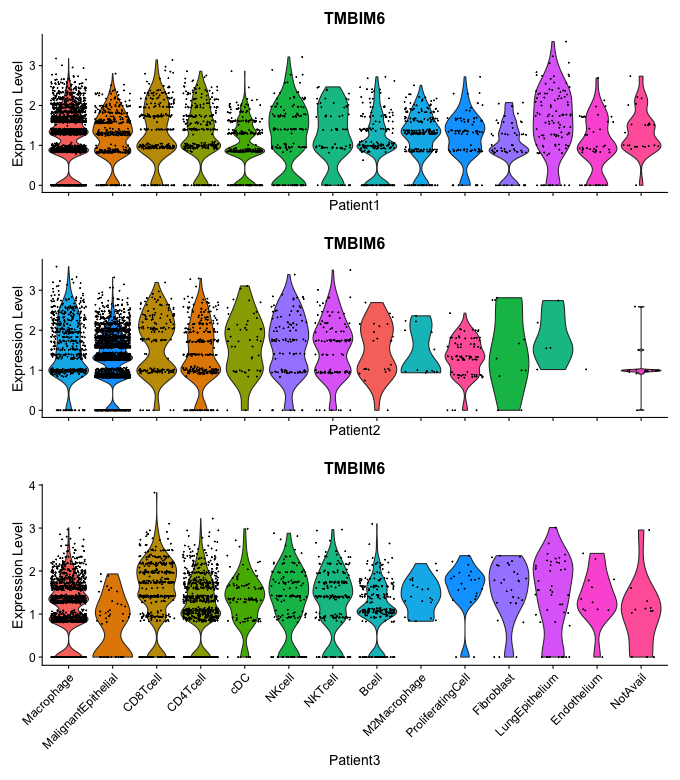 TMBIM6
Expression Level
3
2
1
0
Patient1
TMBIM6
Expression Level
3
2
1
0
Patient2
TMBIM6
Expression Level
4
3
2
1
0
Macrophage
MalignantEpithelial
CD8Tcell
CD4Tcell
cDC
NKcell
NKTcell
Bcell
M2Macrophage
ProliferatingCell
Fibroblast
LungEpithelium
Endothelium
NotAvail
Patient3